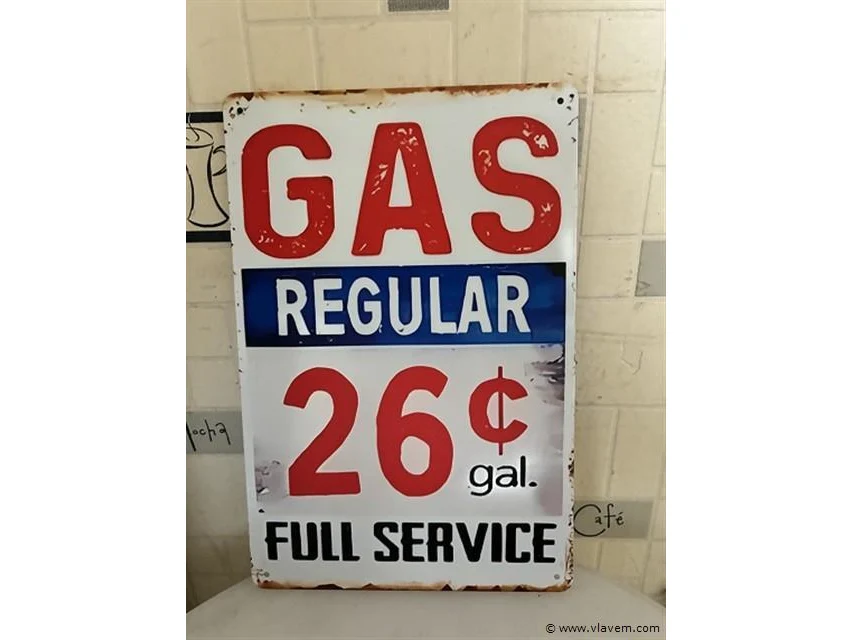 GAS
REGULAR
26¢
gal.
FULL SERVICE
Mocha
Café
© www.vlavem.com